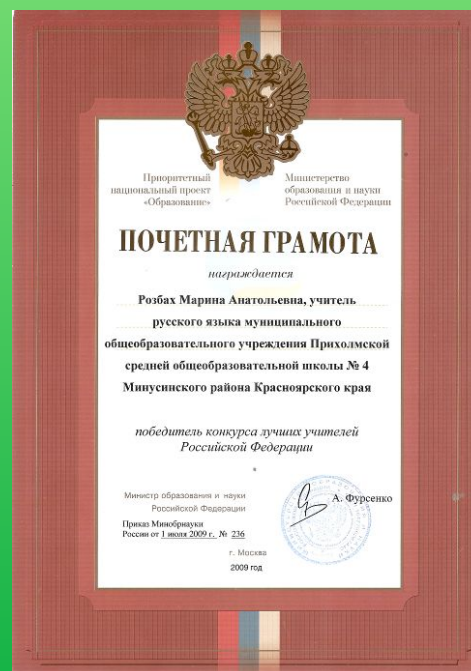 Приоритетный
национальный проект
«Образование»
Министерство
образования и науки
Российской Федерации
ПОЧЕТНАЯ ГРАМОТА
награждается
Розбах Марина Анатольевна, учитель
русского языка муниципального
общеобразовательного учреждения Прихолмской
средней общеобразовательной школы № 4
Минусинского района Красноярского края
победитель конкурса лучших учителей
Российской Федерации
Министр образования и науки
Российской Федерации
А. Фурсенко
Приказ Минобрнауки
России от 1 июля 2009 г. № 236
г. Москва
2009 год